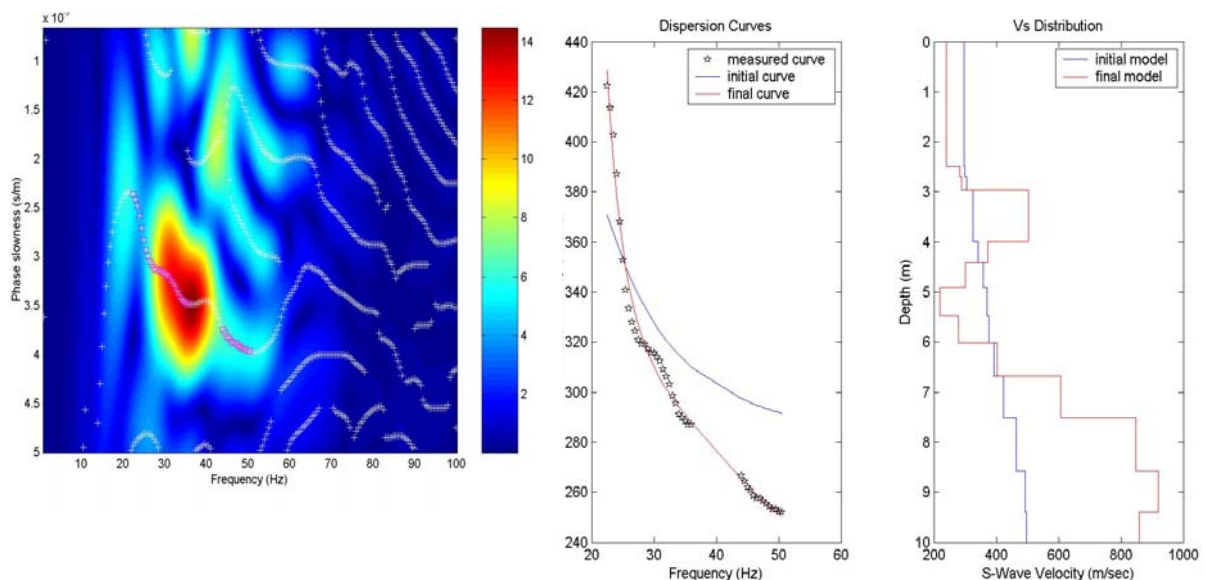 x 10
1
1.5
2
2.5
3
3.5
4
4.5
5
Phase slowness (s/m)
10 20 30 40 50 60 70 80 90 100
Frequency (Hz)
14
12
10
8
6
4
2
Dispersion Curves
440
420
400
380
360
340
320
300
280
260
240
measured curve
initial curve
final curve
20 30 40 50 60
Frequency (Hz)
Vs Distribution
0
1
2
3
4
5
6
7
8
9
10
Depth (m)
initial model
final model
200 400 600 800 1000
S-Wave Velocity (m/sec)